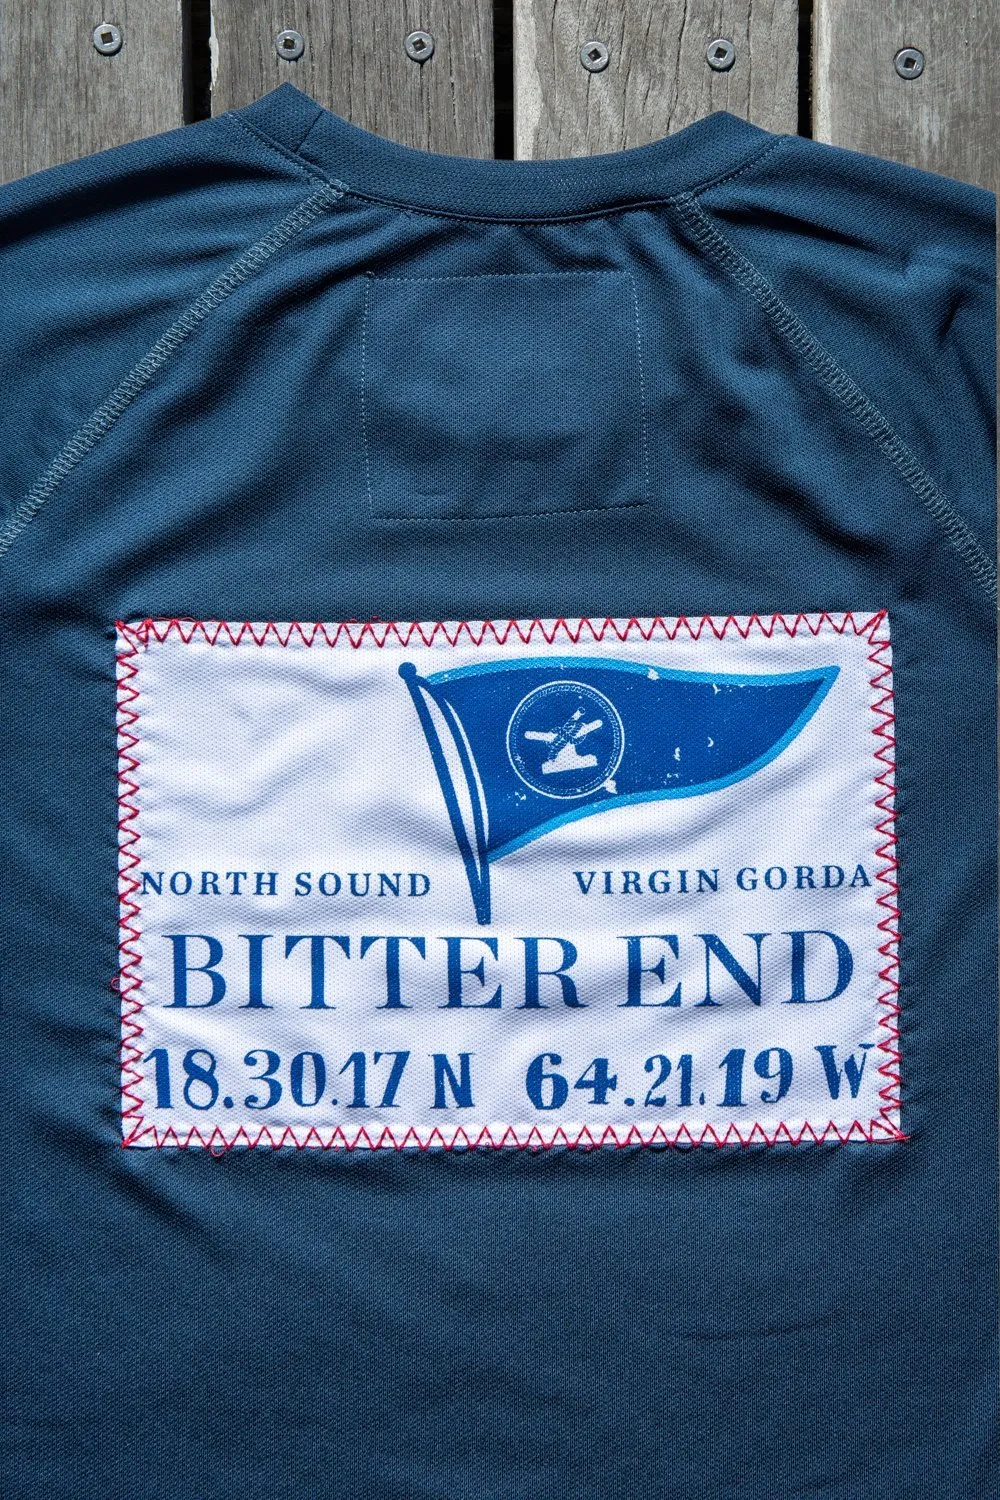 NORTH SOUND VIRGIN GORDA
BITTER END
18.30.17 N 64.21.19 W